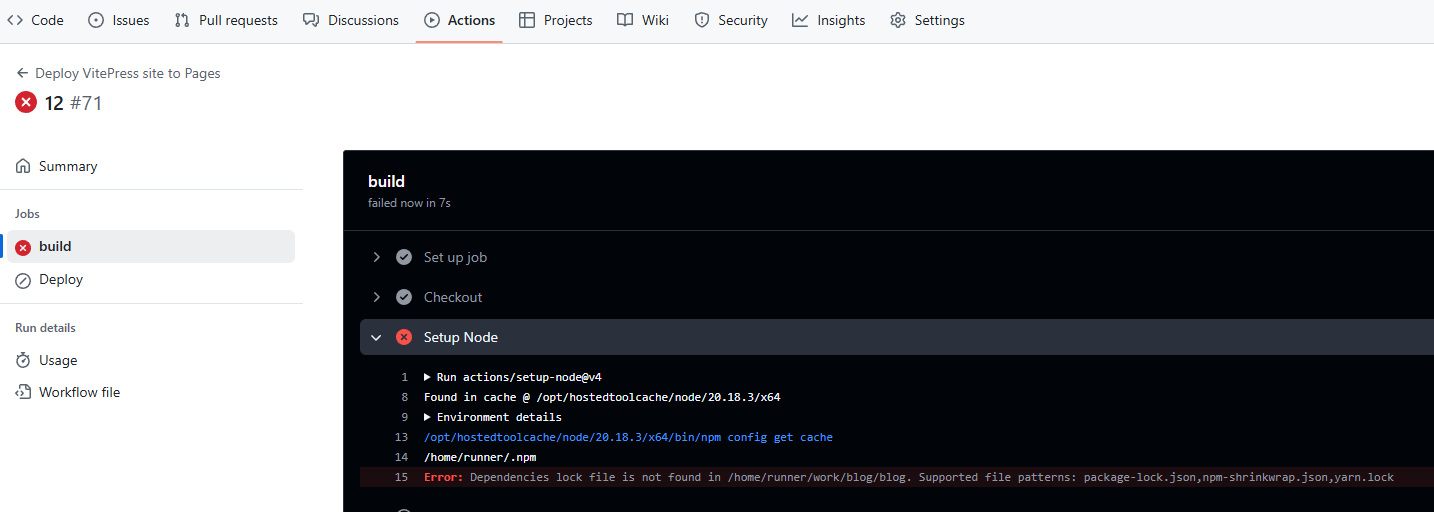 Code Issues Pull requests Discussions Actions Projects Wiki Security Insights Settings
Deploy VitePress site to Pages
12 #71
Summary
Jobs
build
Deploy
Run details
Usage
Workflow file
build
failed now in 7s
Set up job
Checkout
Setup Node
1 Run actions/setup-node@v4
8 Found in cache @ /opt/hostedtoolcache/node/20.18.3/x64
9 Environment details
13 /opt/hostedtoolcache/node/20.18.3/x64/bin/npm config get cache
14 /home/runner/.npm
15 Error: Dependencies lock file is not found in /home/runner/work/blog/blog. Supported file patterns: package-lock.json,npm-shrinkwrap.json,yarn.lock